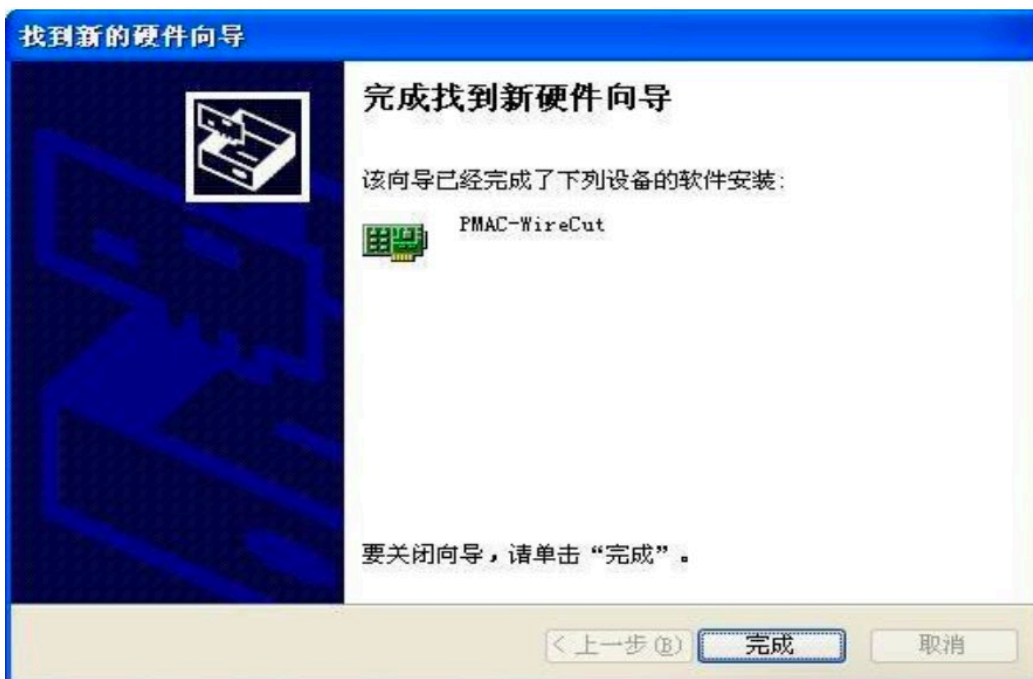 找到新的硬件向导
完成找到新硬件向导
该向导已经完成了下列设备的软件安装:
PMAC-WireCut
要关闭向导，请单击“完成”。
< 上一步(B)
完成
取消